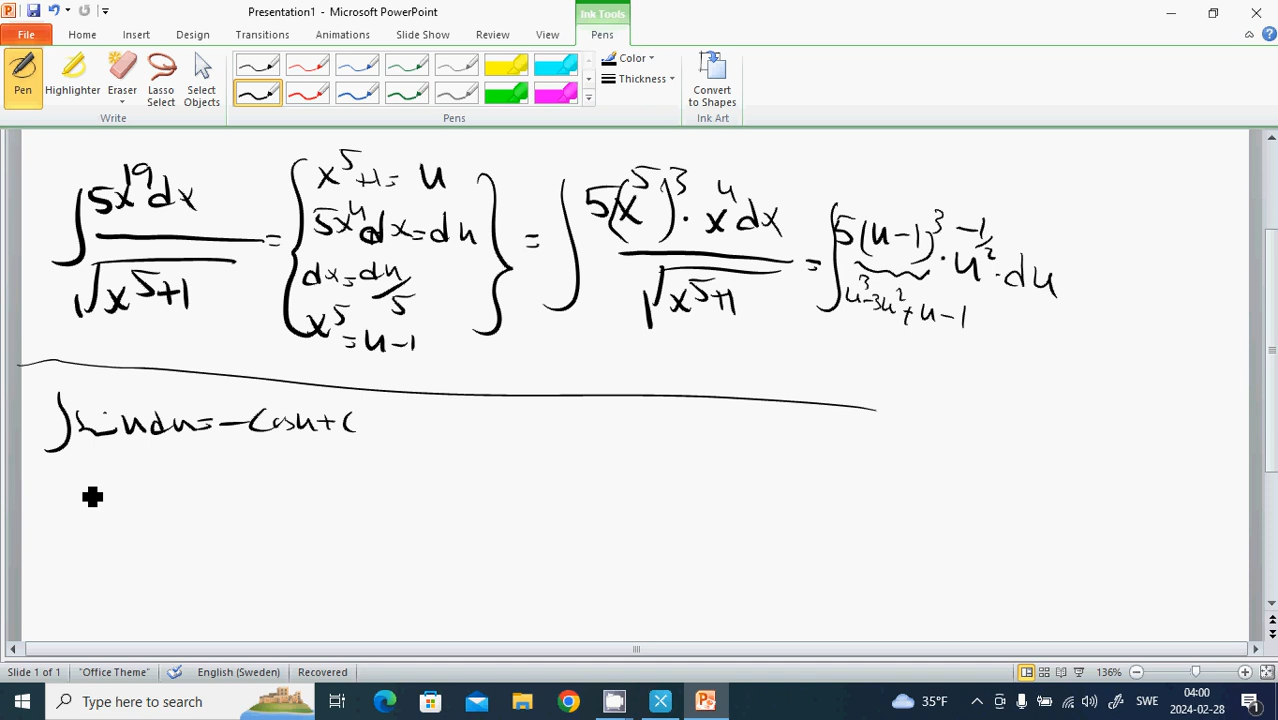 Presentation1 - Microsoft PowerPoint
Ink Tools
File Home Insert Design Transitions Animations Slide Show Review View Pens
Pen Highlighter Eraser Lasso Select Select Objects Color Thickness Convert to Shapes
Write Pens Ink Art
∫ 5x^19 dx / √(x^5+1) = { x^5+1=u
5x^4 dx=du
dx=du/5
x^5=u-1 } = ∫ 5(x^5)^3 · x^4 dx / √(x^5+1) = ∫ 5(u-1)^3 · u^(-1/2) · du
u^3-3u^2+u-1
∫ sin u du = -cos u + C
Slide 1 of 1 "Office Theme" English (Sweden) Recovered 136%
Type here to search 35°F SWE 04:00
2024-02-28
1